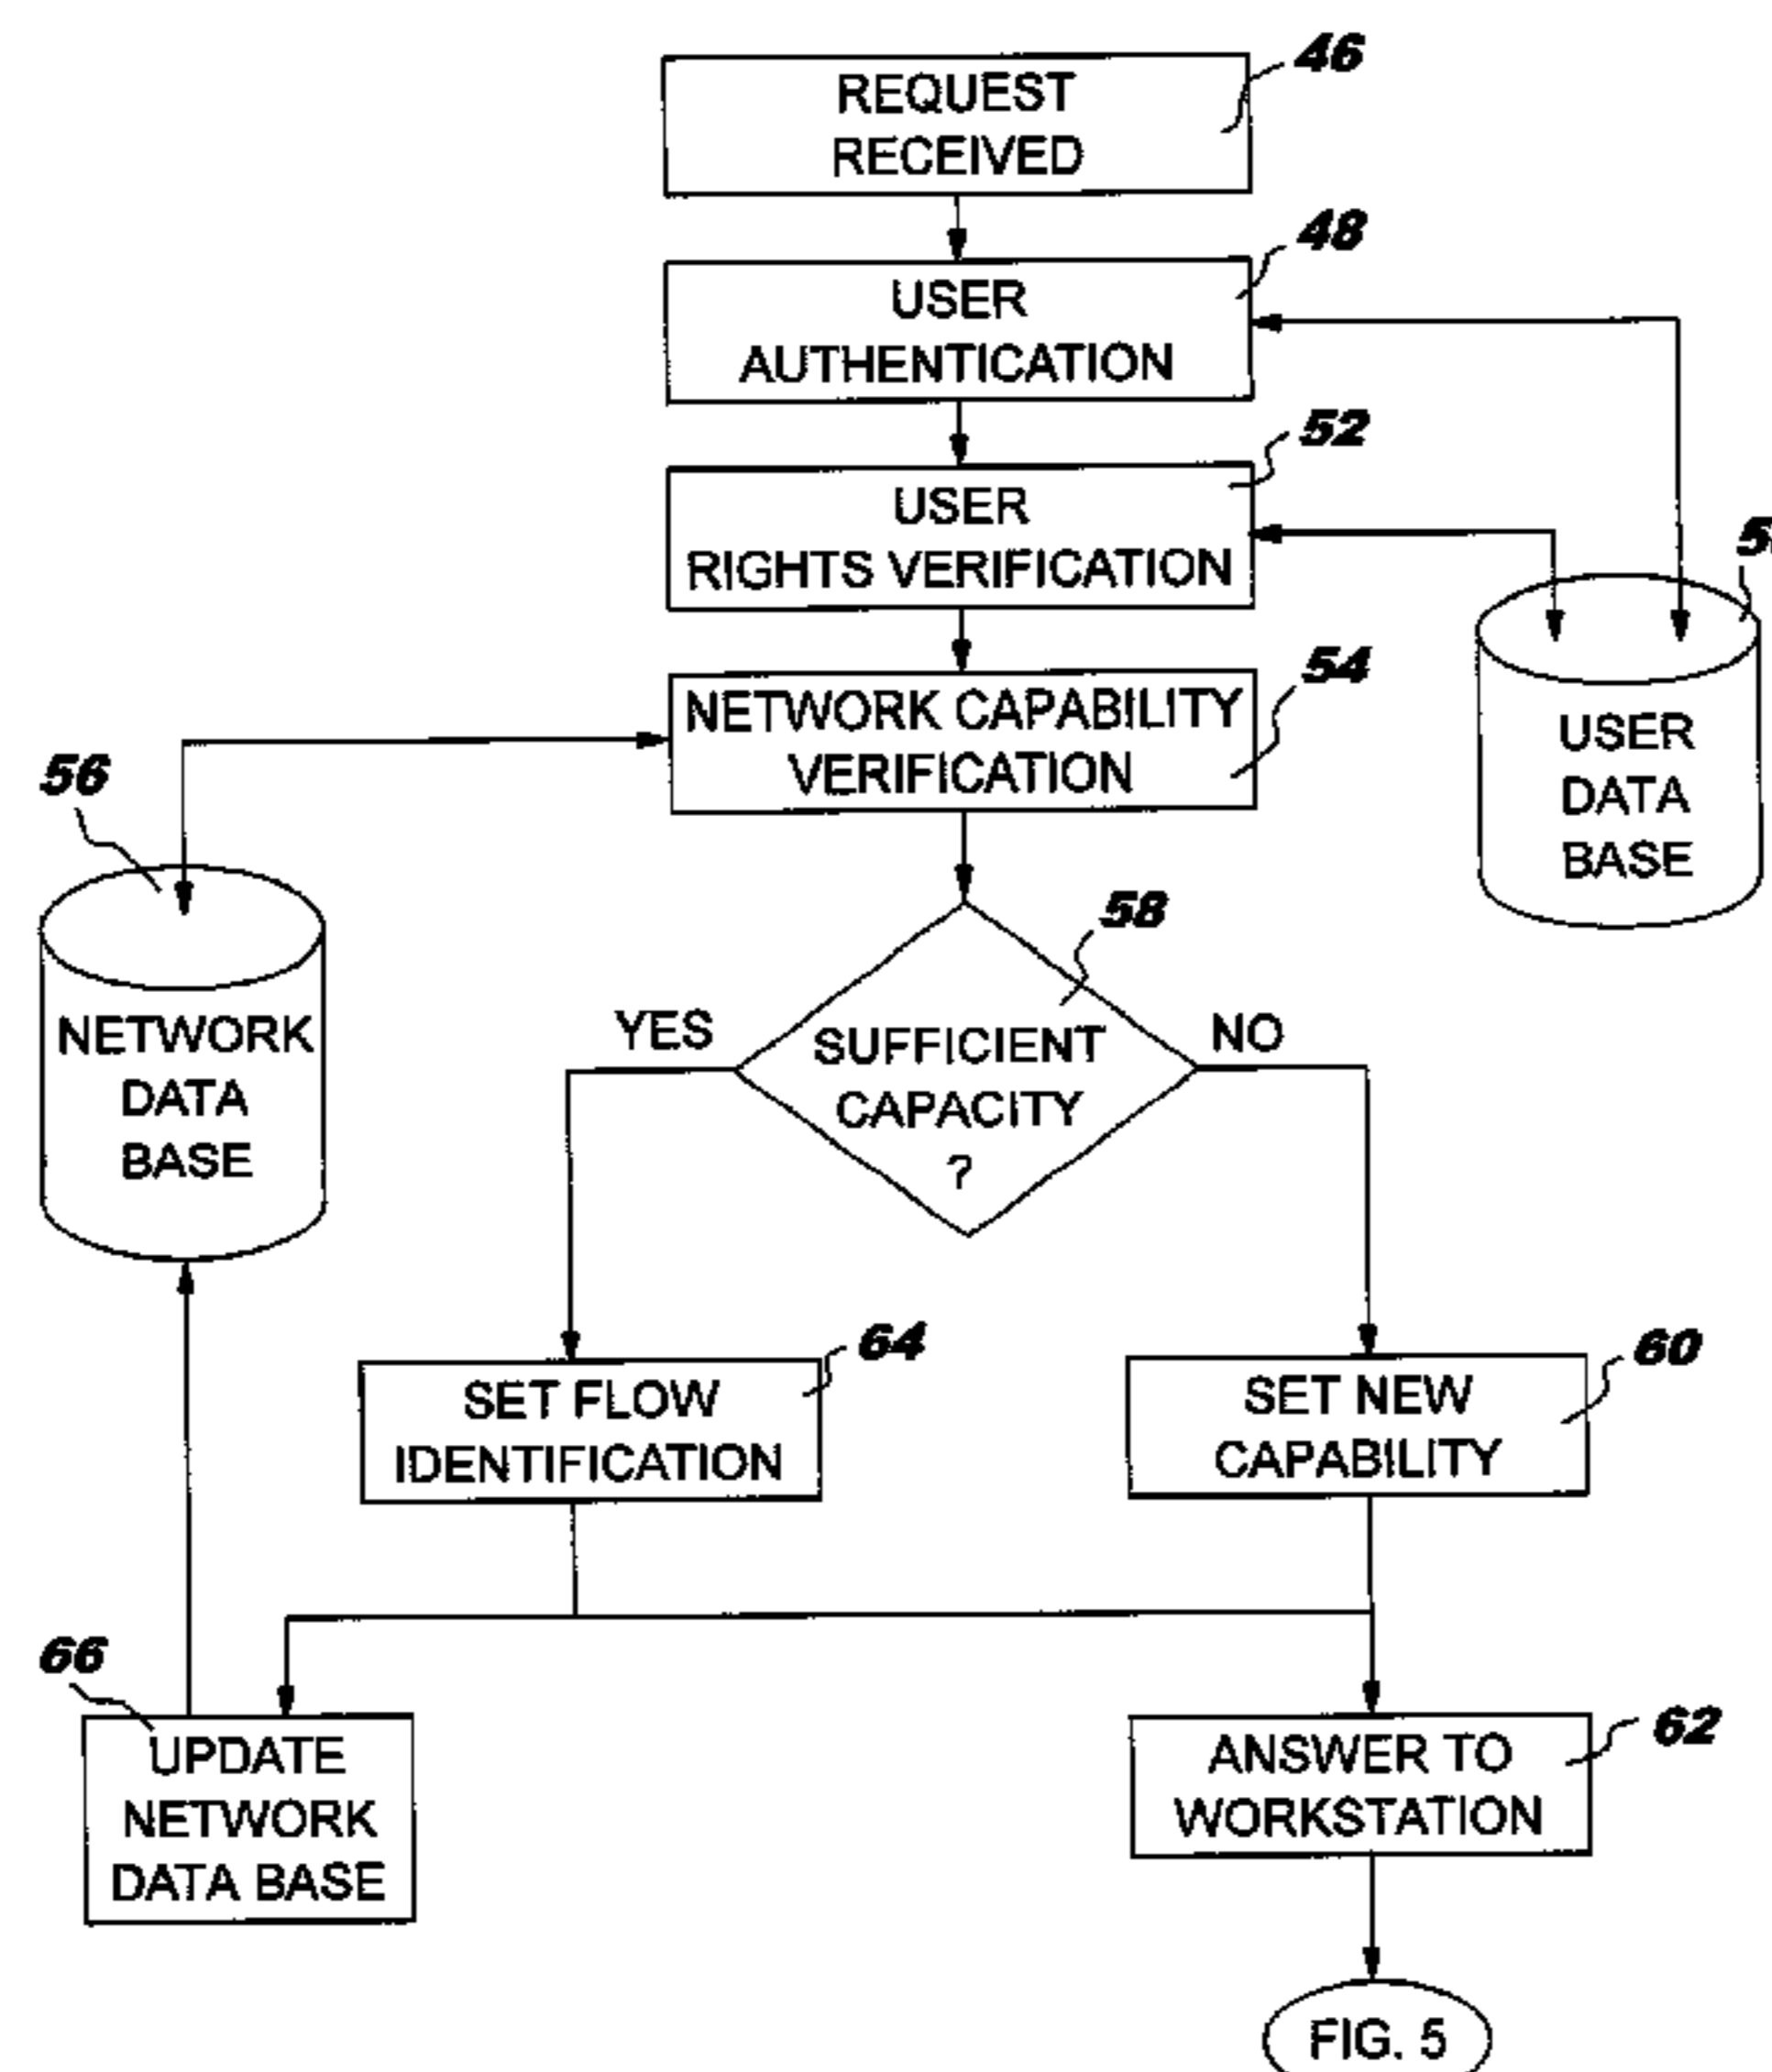 46
REQUEST
RECEIVED
48
USER
AUTHENTICATION
52
USER
RIGHTS VERIFICATION
54
NETWORK CAPABILITY
VERIFICATION
USER
DATA
BASE
56
NETWORK
DATA
BASE
58
YES
SUFFICIENT
CAPACITY
?
NO
64
SET FLOW
IDENTIFICATION
60
SET NEW
CAPABILITY
66
UPDATE
NETWORK
DATA BASE
62
ANSWER TO
WORKSTATION
FIG. 5